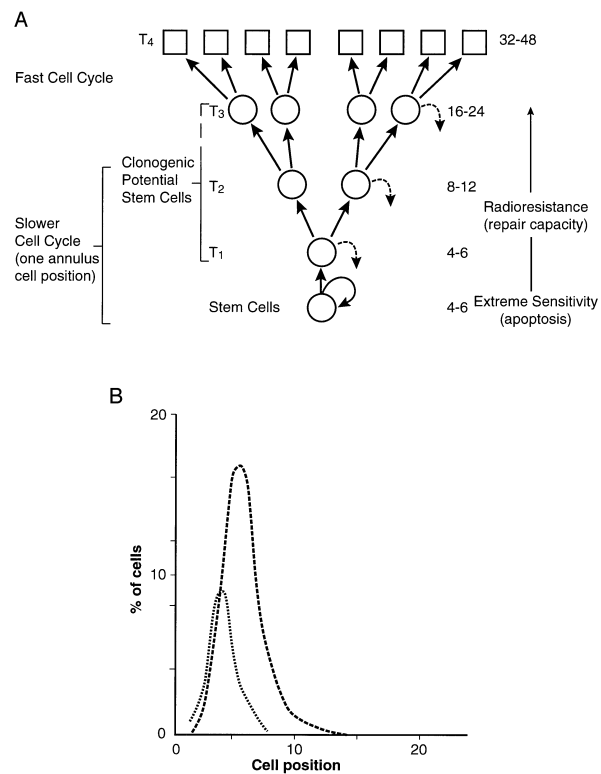 A
T4
32-48
Fast Cell Cycle
T3
16-24
Clonogenic
Potential
Stem Cells
T2
8-12
Radioresistance
(repair capacity)
Slower
Cell Cycle
(one annulus
cell position)
T1
4-6
Stem Cells
4-6
Extreme Sensitivity
(apoptosis)
B
20
10
0
% of cells
0
10
20
Cell position